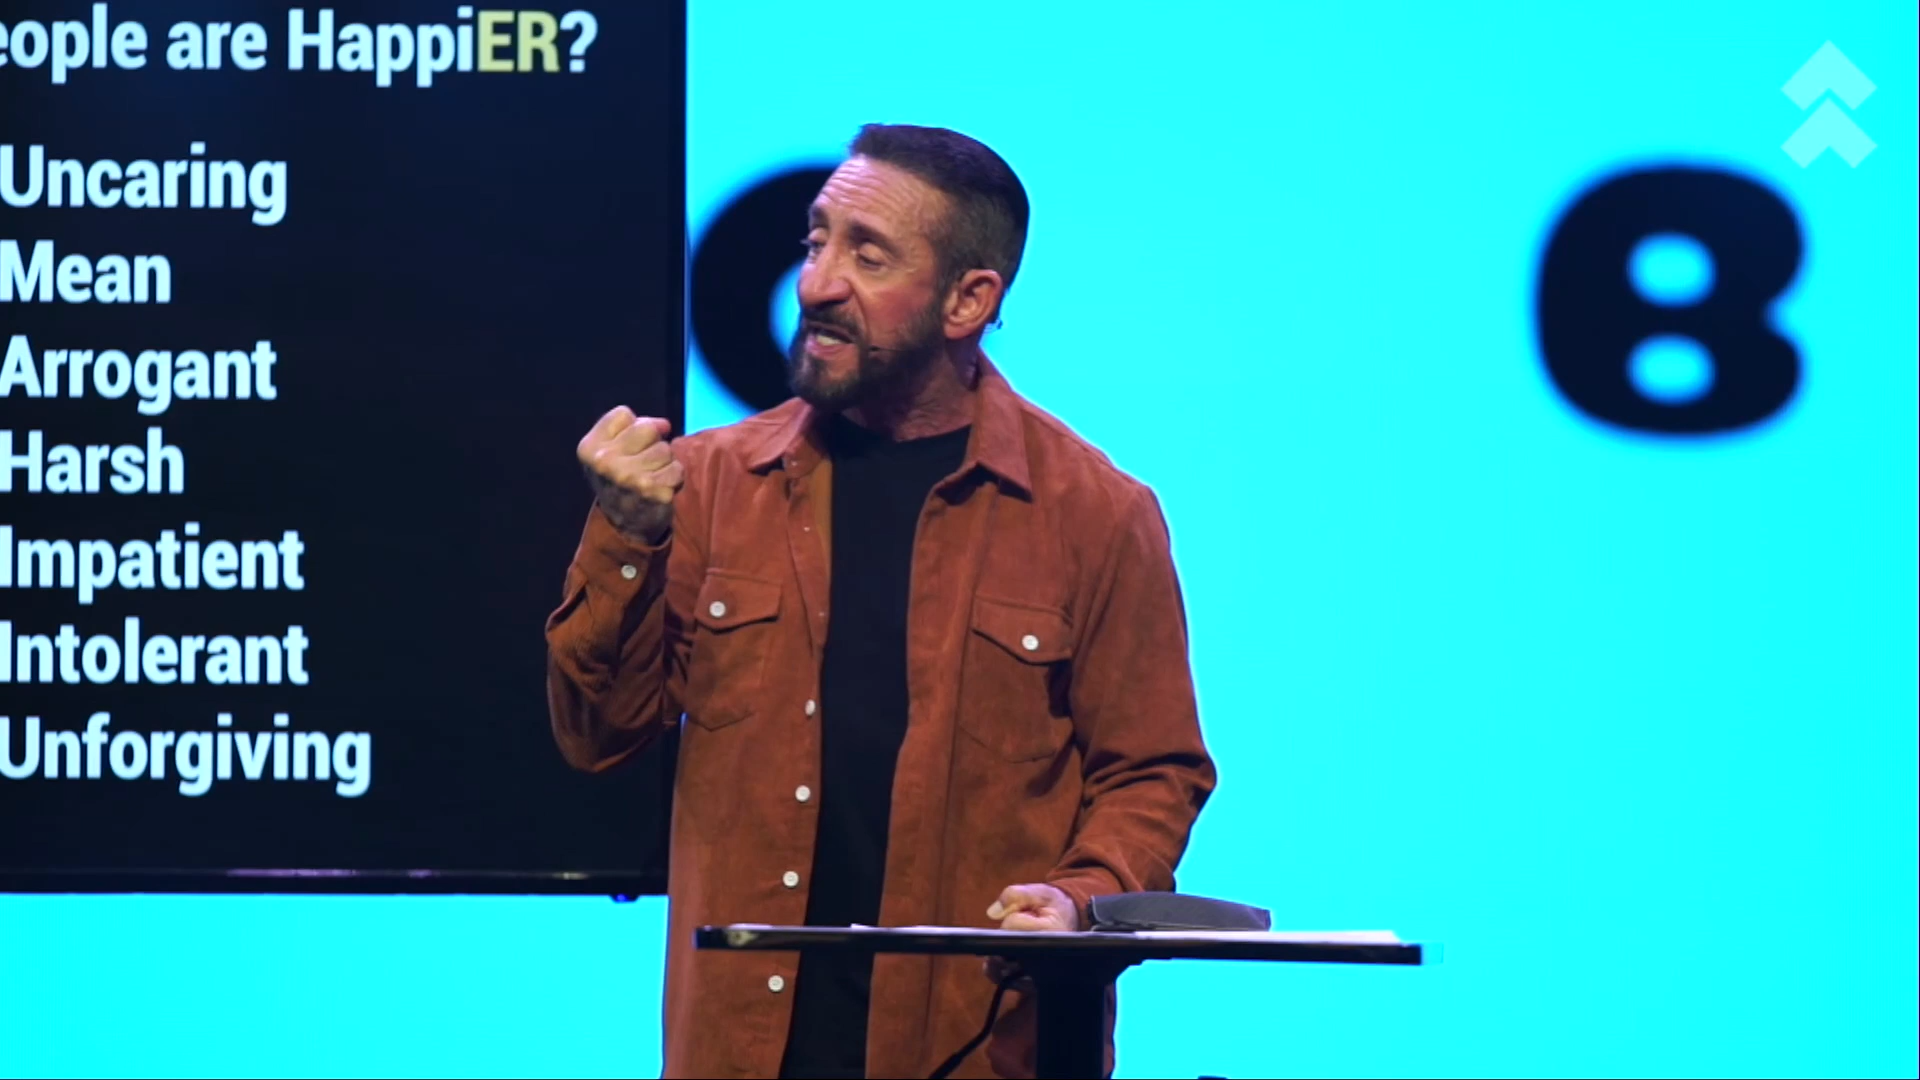 eople are HappiER?
Uncaring
Mean
Arrogant
Harsh
Impatient
Intolerant
Unforgiving
8